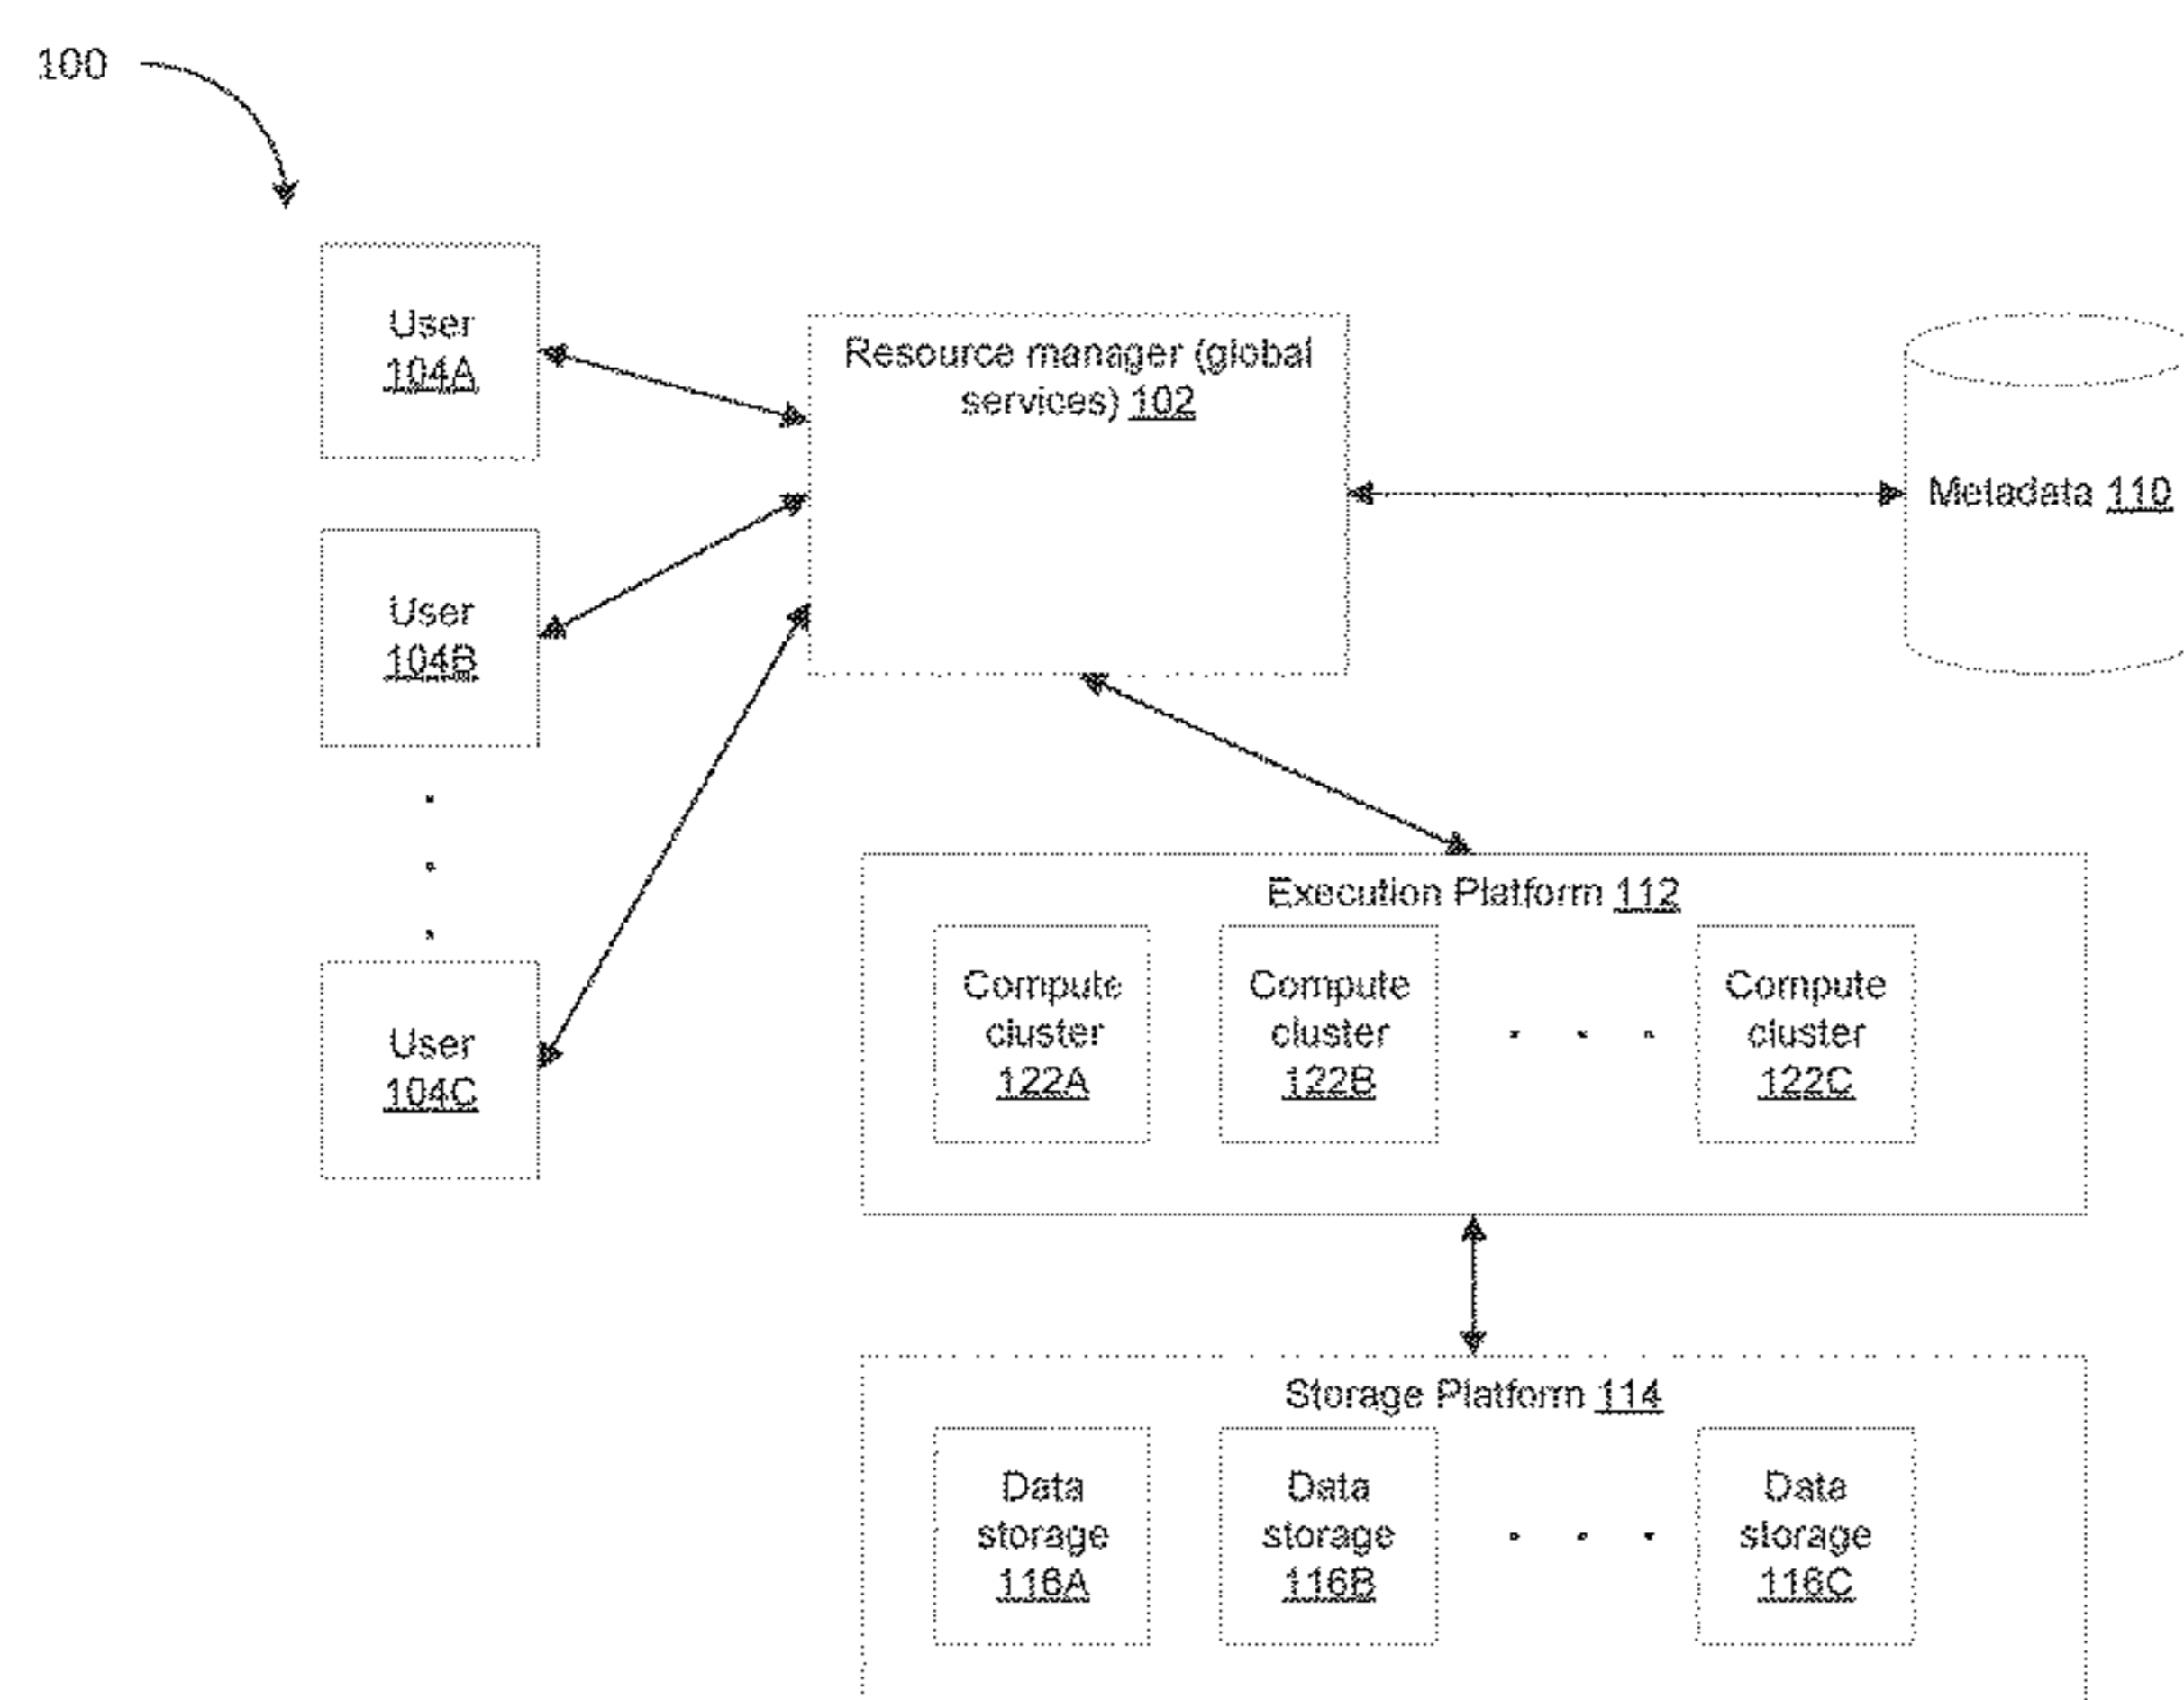 100
User
104A
Resource manager (global
services) 102
Metadata 110
User
104B
Execution Platform 112
Compute
cluster
122A
Compute
cluster
122B
Compute
cluster
122C
User
104C
Storage Platform 114
Data
storage
116A
Data
storage
116B
Data
storage
116C